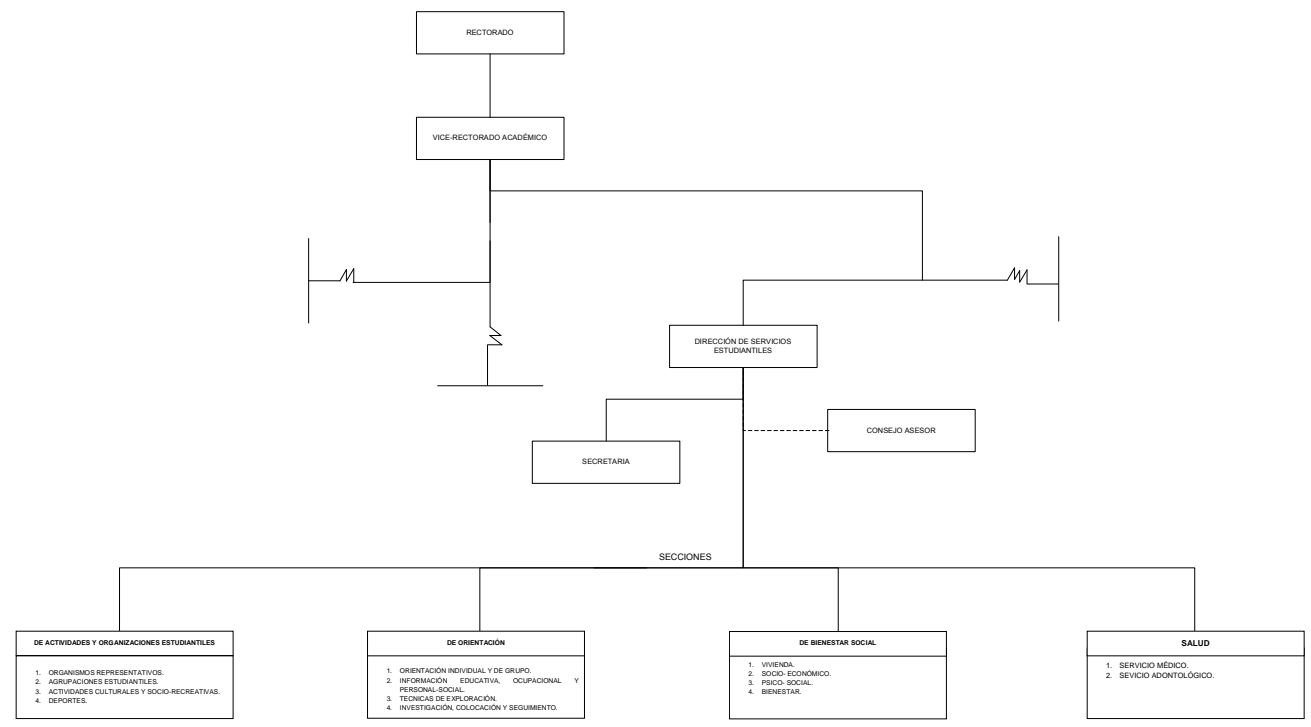 RECTORADO
VICE-RECTORADO ACADÉMICO
DIRECCIÓN DE SERVICIOS
ESTUDIANTILES
CONSEJO ASESOR
SECRETARIA
SECCIONES
DE ACTIVIDADES Y ORGANIZACIONES ESTUDIANTILES
1. ORGANISMOS REPRESENTATIVOS.
2. AGRUPACIONES ESTUDIANTILES.
3. ACTIVIDADES CULTURALES Y SOCIO-RECREATIVAS.
4. DEPORTES.
DE ORIENTACIÓN
1. ORIENTACIÓN INDIVIDUAL Y DE GRUPO.
2. INFORMACIÓN EDUCATIVA, OCUPACIONAL Y
PERSONAL-SOCIAL.
3. TECNICAS DE EXPLORACIÓN.
4. INVESTIGACIÓN, COLOCACIÓN Y SEGUIMIENTO.
DE BIENESTAR SOCIAL
1. VIVIENDA.
2. SOCIO- ECONÓMICO.
3. PSICO- SOCIAL.
4. BIENESTAR.
SALUD
1. SERVICIO MÉDICO.
2. SEVICIO ADONTOLÓGICO.